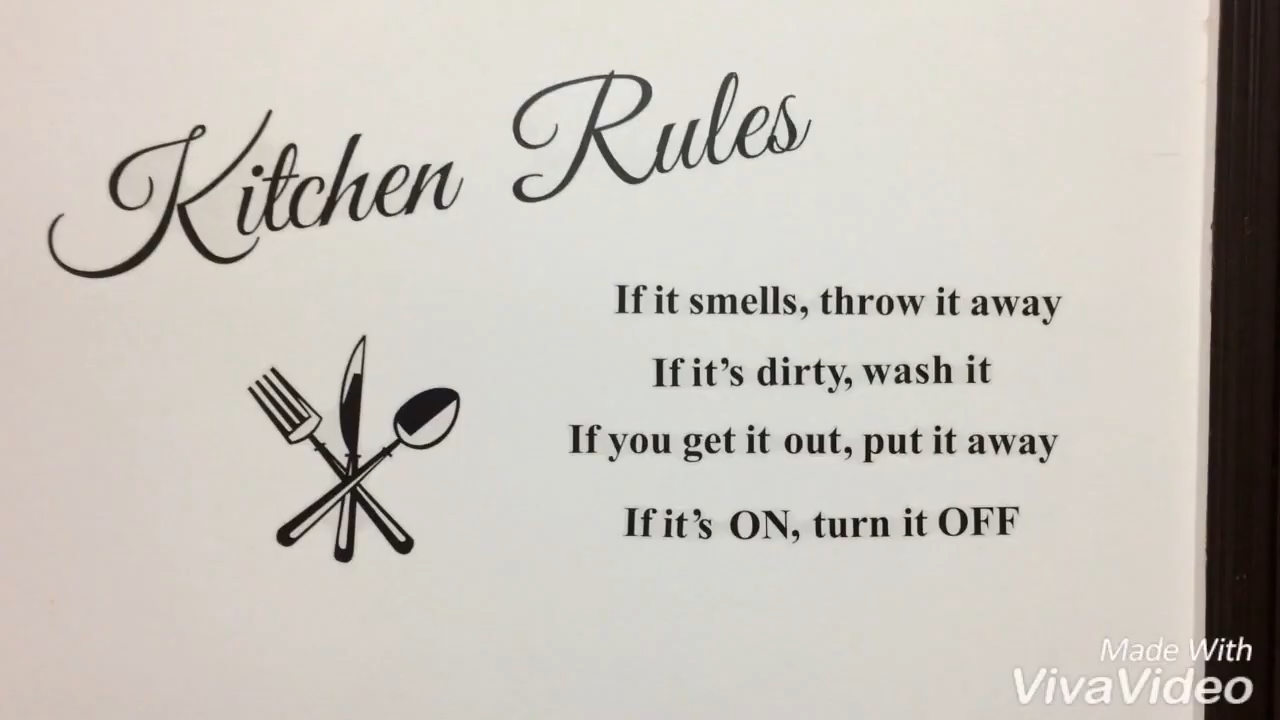 Kitchen Rules
If it smells, throw it away
If it's dirty, wash it
If you get it out, put it away
If it's ON, turn it OFF
Made With
VivaVideo